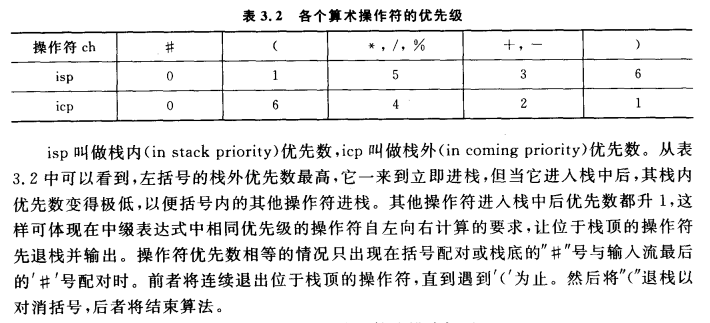 表 3.2 各个算术操作符的优先级
操作符 ch # ( *,/,% +,- )
isp 0 1 5 3 6
icp 0 6 4 2 1
isp 叫做栈内(in stack priority)优先数,icp 叫做栈外(in coming priority)优先数。从表
3.2 中可以看到,左括号的栈外优先数最高,它一来到立即进栈,但当它进入栈中后,其栈内
优先数变得极低,以便括号内的其他操作符进栈。其他操作符进入栈中后优先数都升 1,这
样可体现在中缀表达式中相同优先级的操作符自左向右计算的要求,让位于栈顶的操作符
先退栈并输出。操作符优先数相等的情况只出现在括号配对或栈底的"#"号与输入流最后
的'#'号配对时。前者将连续退出位于栈顶的操作符,直到遇到'('为止。然后将"("退栈以
对消括号,后者将结束算法。